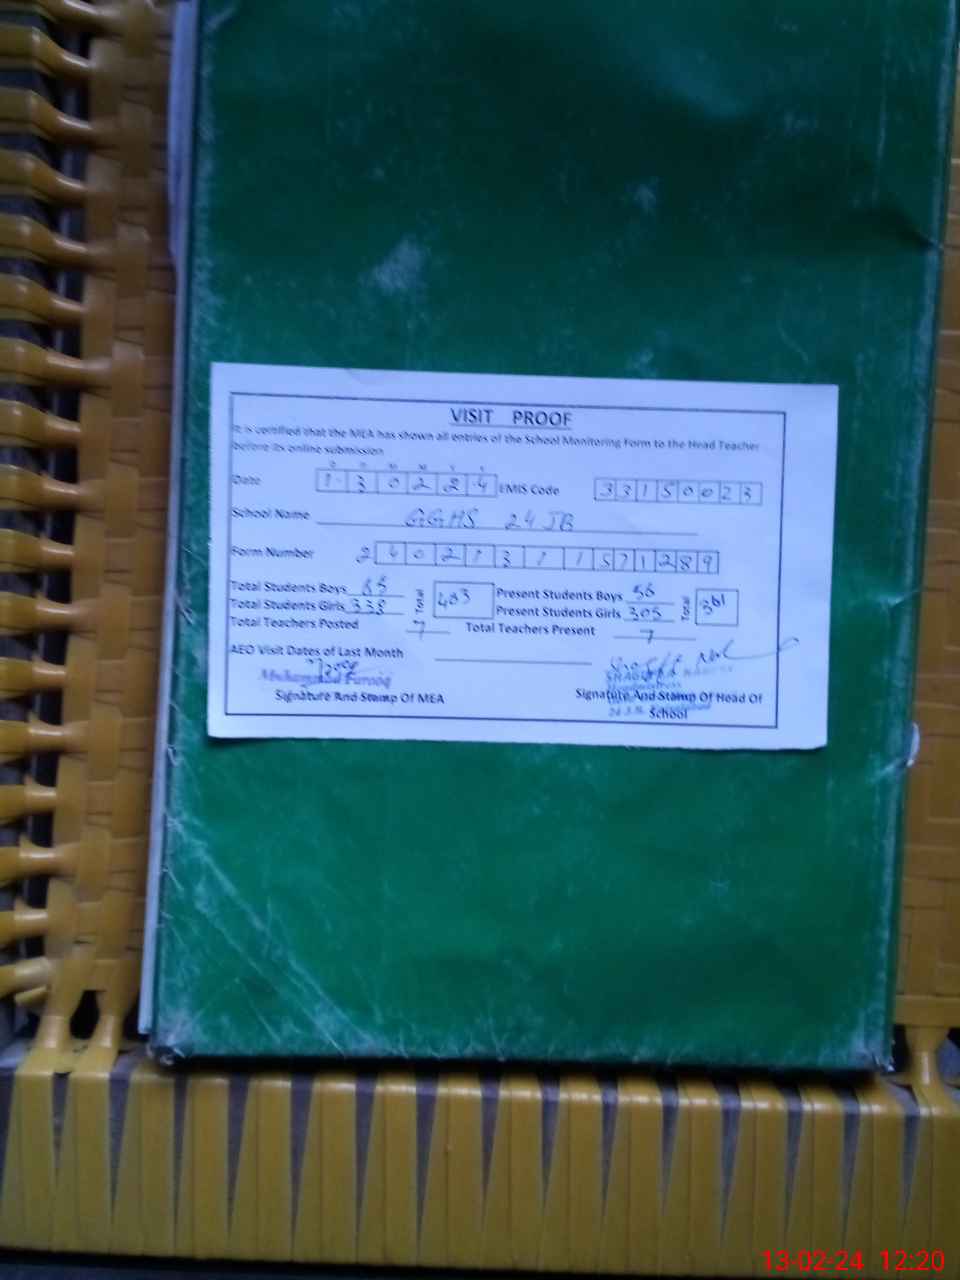 VISIT PROOF
It is certified that the MEA has shown all entries of the School Monitoring Form to the Head Teacher
before its online submission
D D M M Y Y
Date 1 3 0 2 2 4 EMIS Code 3 3 1 5 0 0 2 3
School Name GGHS 24 JB
Form Number 2 4 0 2 1 3 1 1 5 7 1 2 8 9
Total Students Boys 65 Total 403 Present Students Boys 56 Total 361
Total Students Girls 338 Present Students Girls 305
Total Teachers Posted 7 Total Teachers Present 7
AEO Visit Dates of Last Month
Muhammad Farooq
Signature And Stamp Of MEA Signature And Stamp Of Head Of
School
13-02-24 12:20